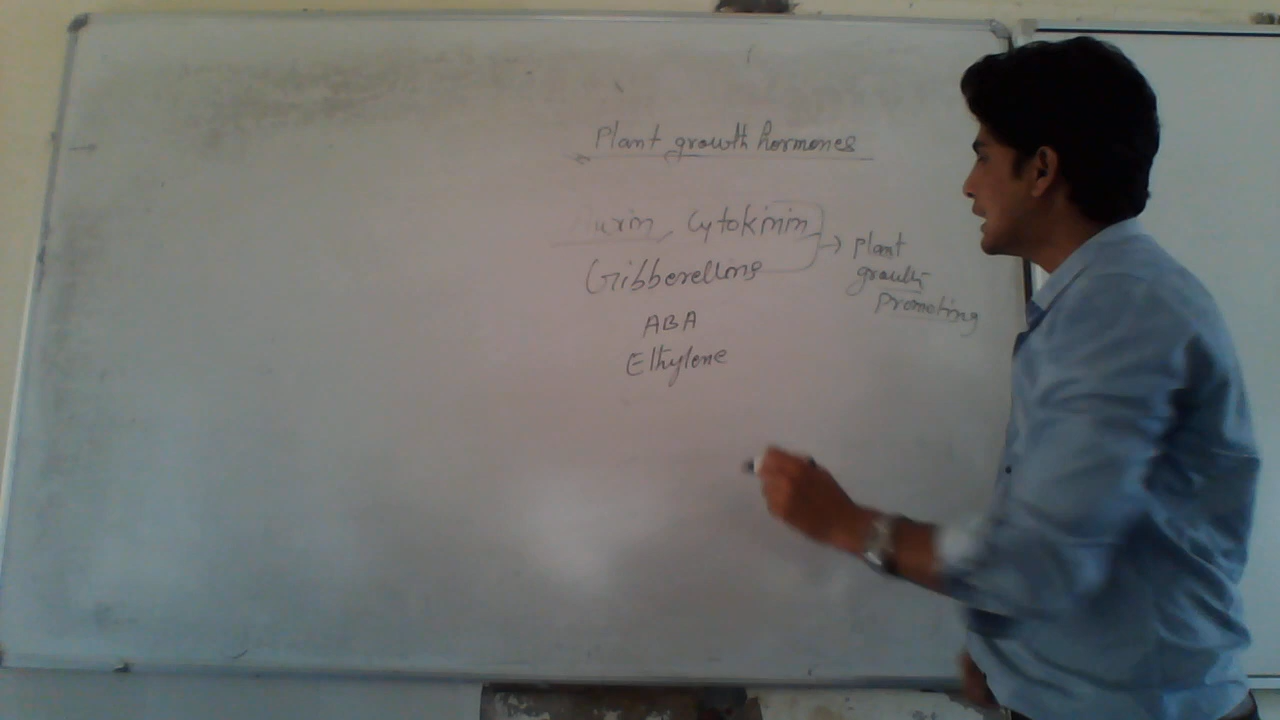 Plant growth hormones
Auxin, Cytokinin
Gibberellins
→ Plant
growth
promoting
ABA
Ethylene